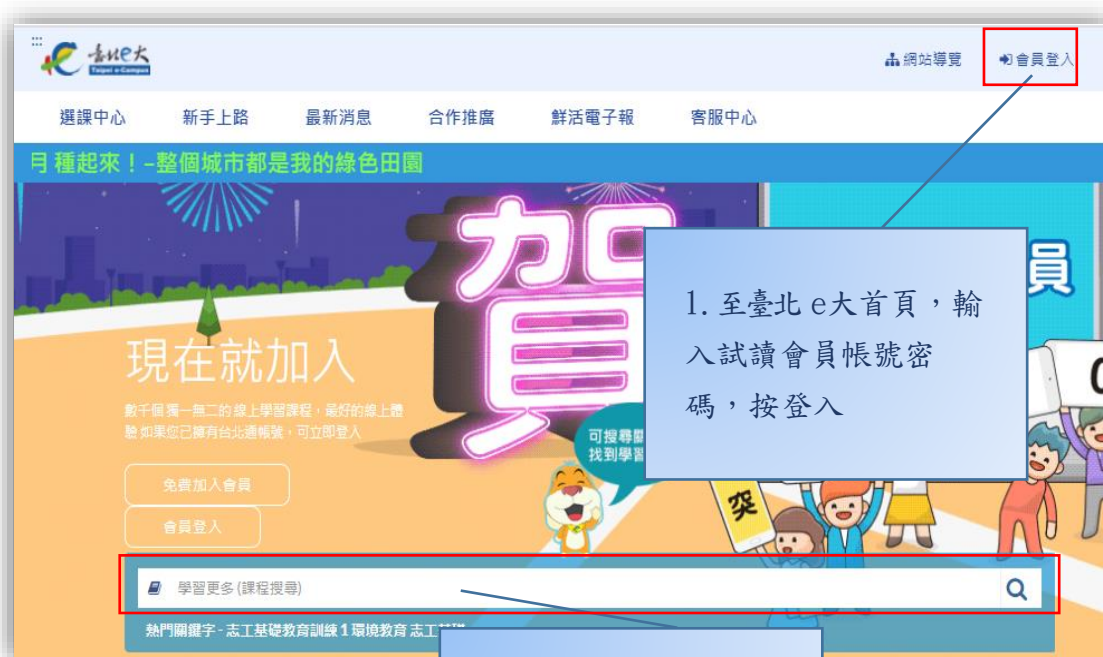 臺北e大
Taipei e-Campus
網站導覽
會員登入
選課中心 新手上路 最新消息 合作推廣 鮮活電子報 客服中心
種起來！–整個城市都是我的綠色田園
賀
員
現在就加入
數千個獨一無二的線上學習課程，最好的線上體
驗 如果您已擁有台北通帳號，可立即登入
免費加入會員
會員登入
可搜尋關
找到學習
突
1. 至臺北 e大首頁，輸
入試讀會員帳號密
碼，按登入
學習更多 (課程搜尋)
熱門關鍵字 - 志工基礎教育訓練 1 環境教育 志工基礎